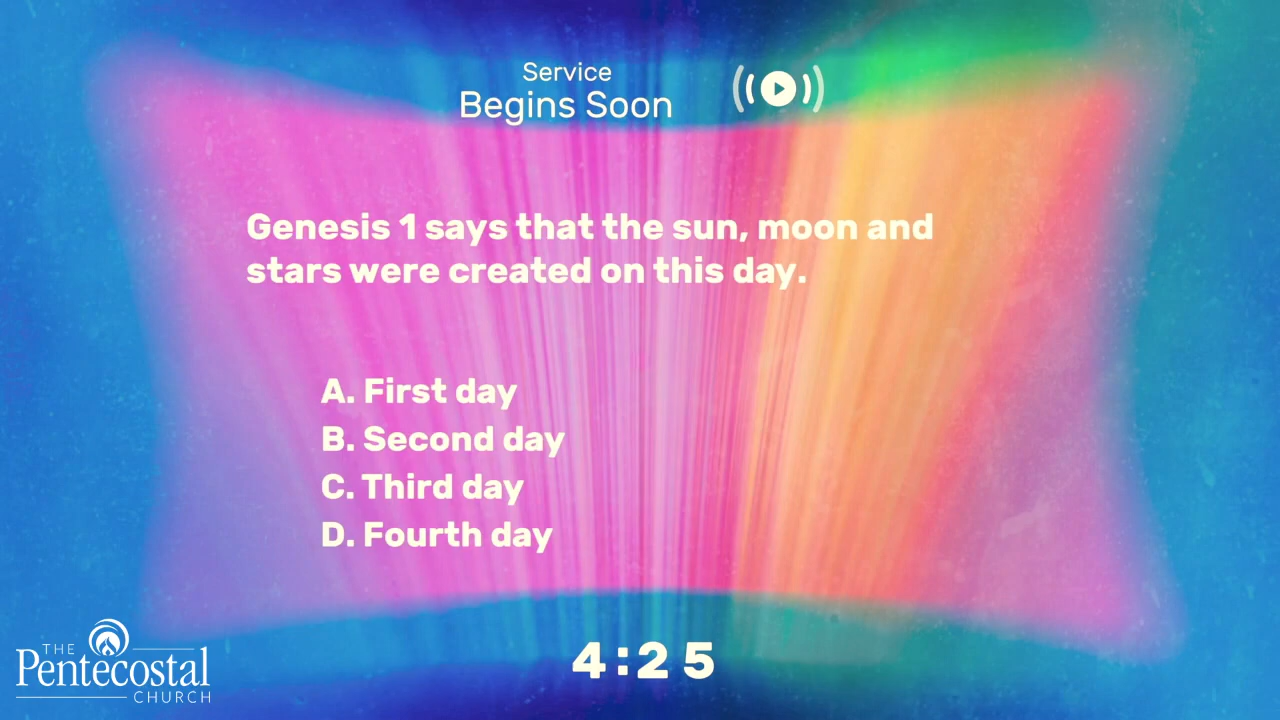 Service
Begins Soon
Genesis 1 says that the sun, moon and
stars were created on this day.
A. First day
B. Second day
C. Third day
D. Fourth day
4:25
THE
Pentecostal
CHURCH